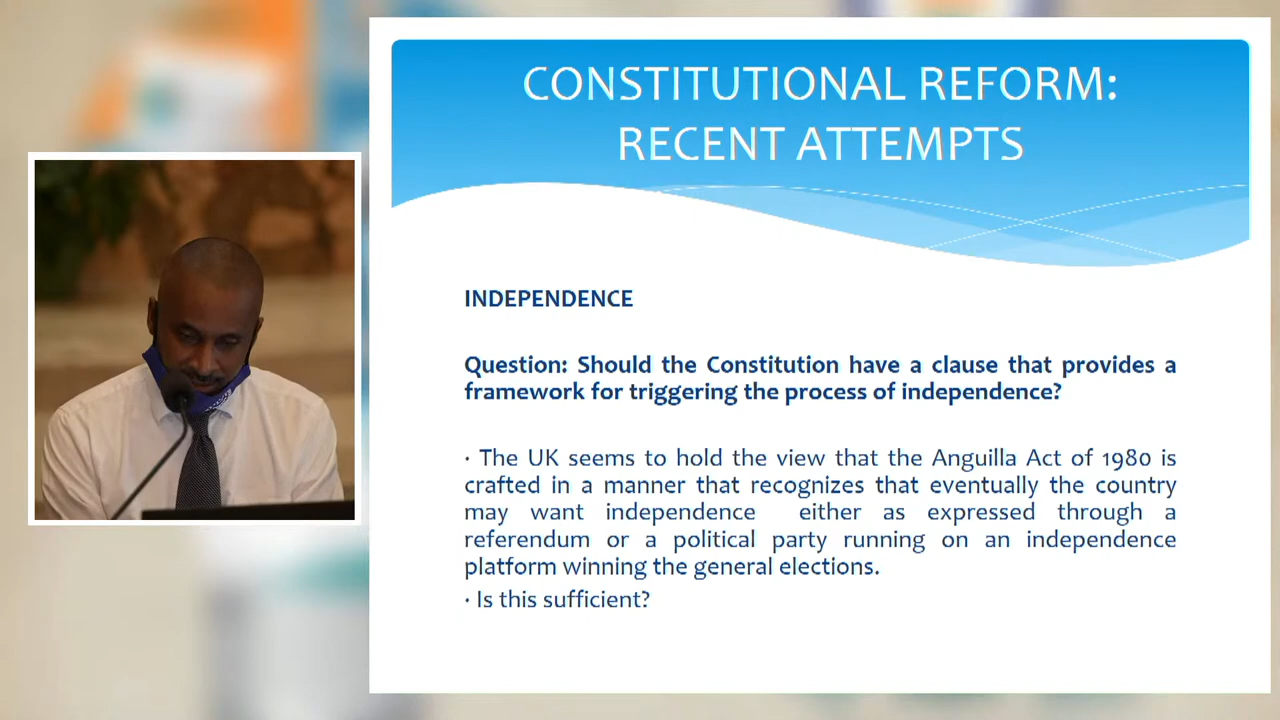 CONSTITUTIONAL REFORM:
RECENT ATTEMPTS
INDEPENDENCE
Question: Should the Constitution have a clause that provides a
framework for triggering the process of independence?
· The UK seems to hold the view that the Anguilla Act of 1980 is
crafted in a manner that recognizes that eventually the country
may want independence either as expressed through a
referendum or a political party running on an independence
platform winning the general elections.
· Is this sufficient?